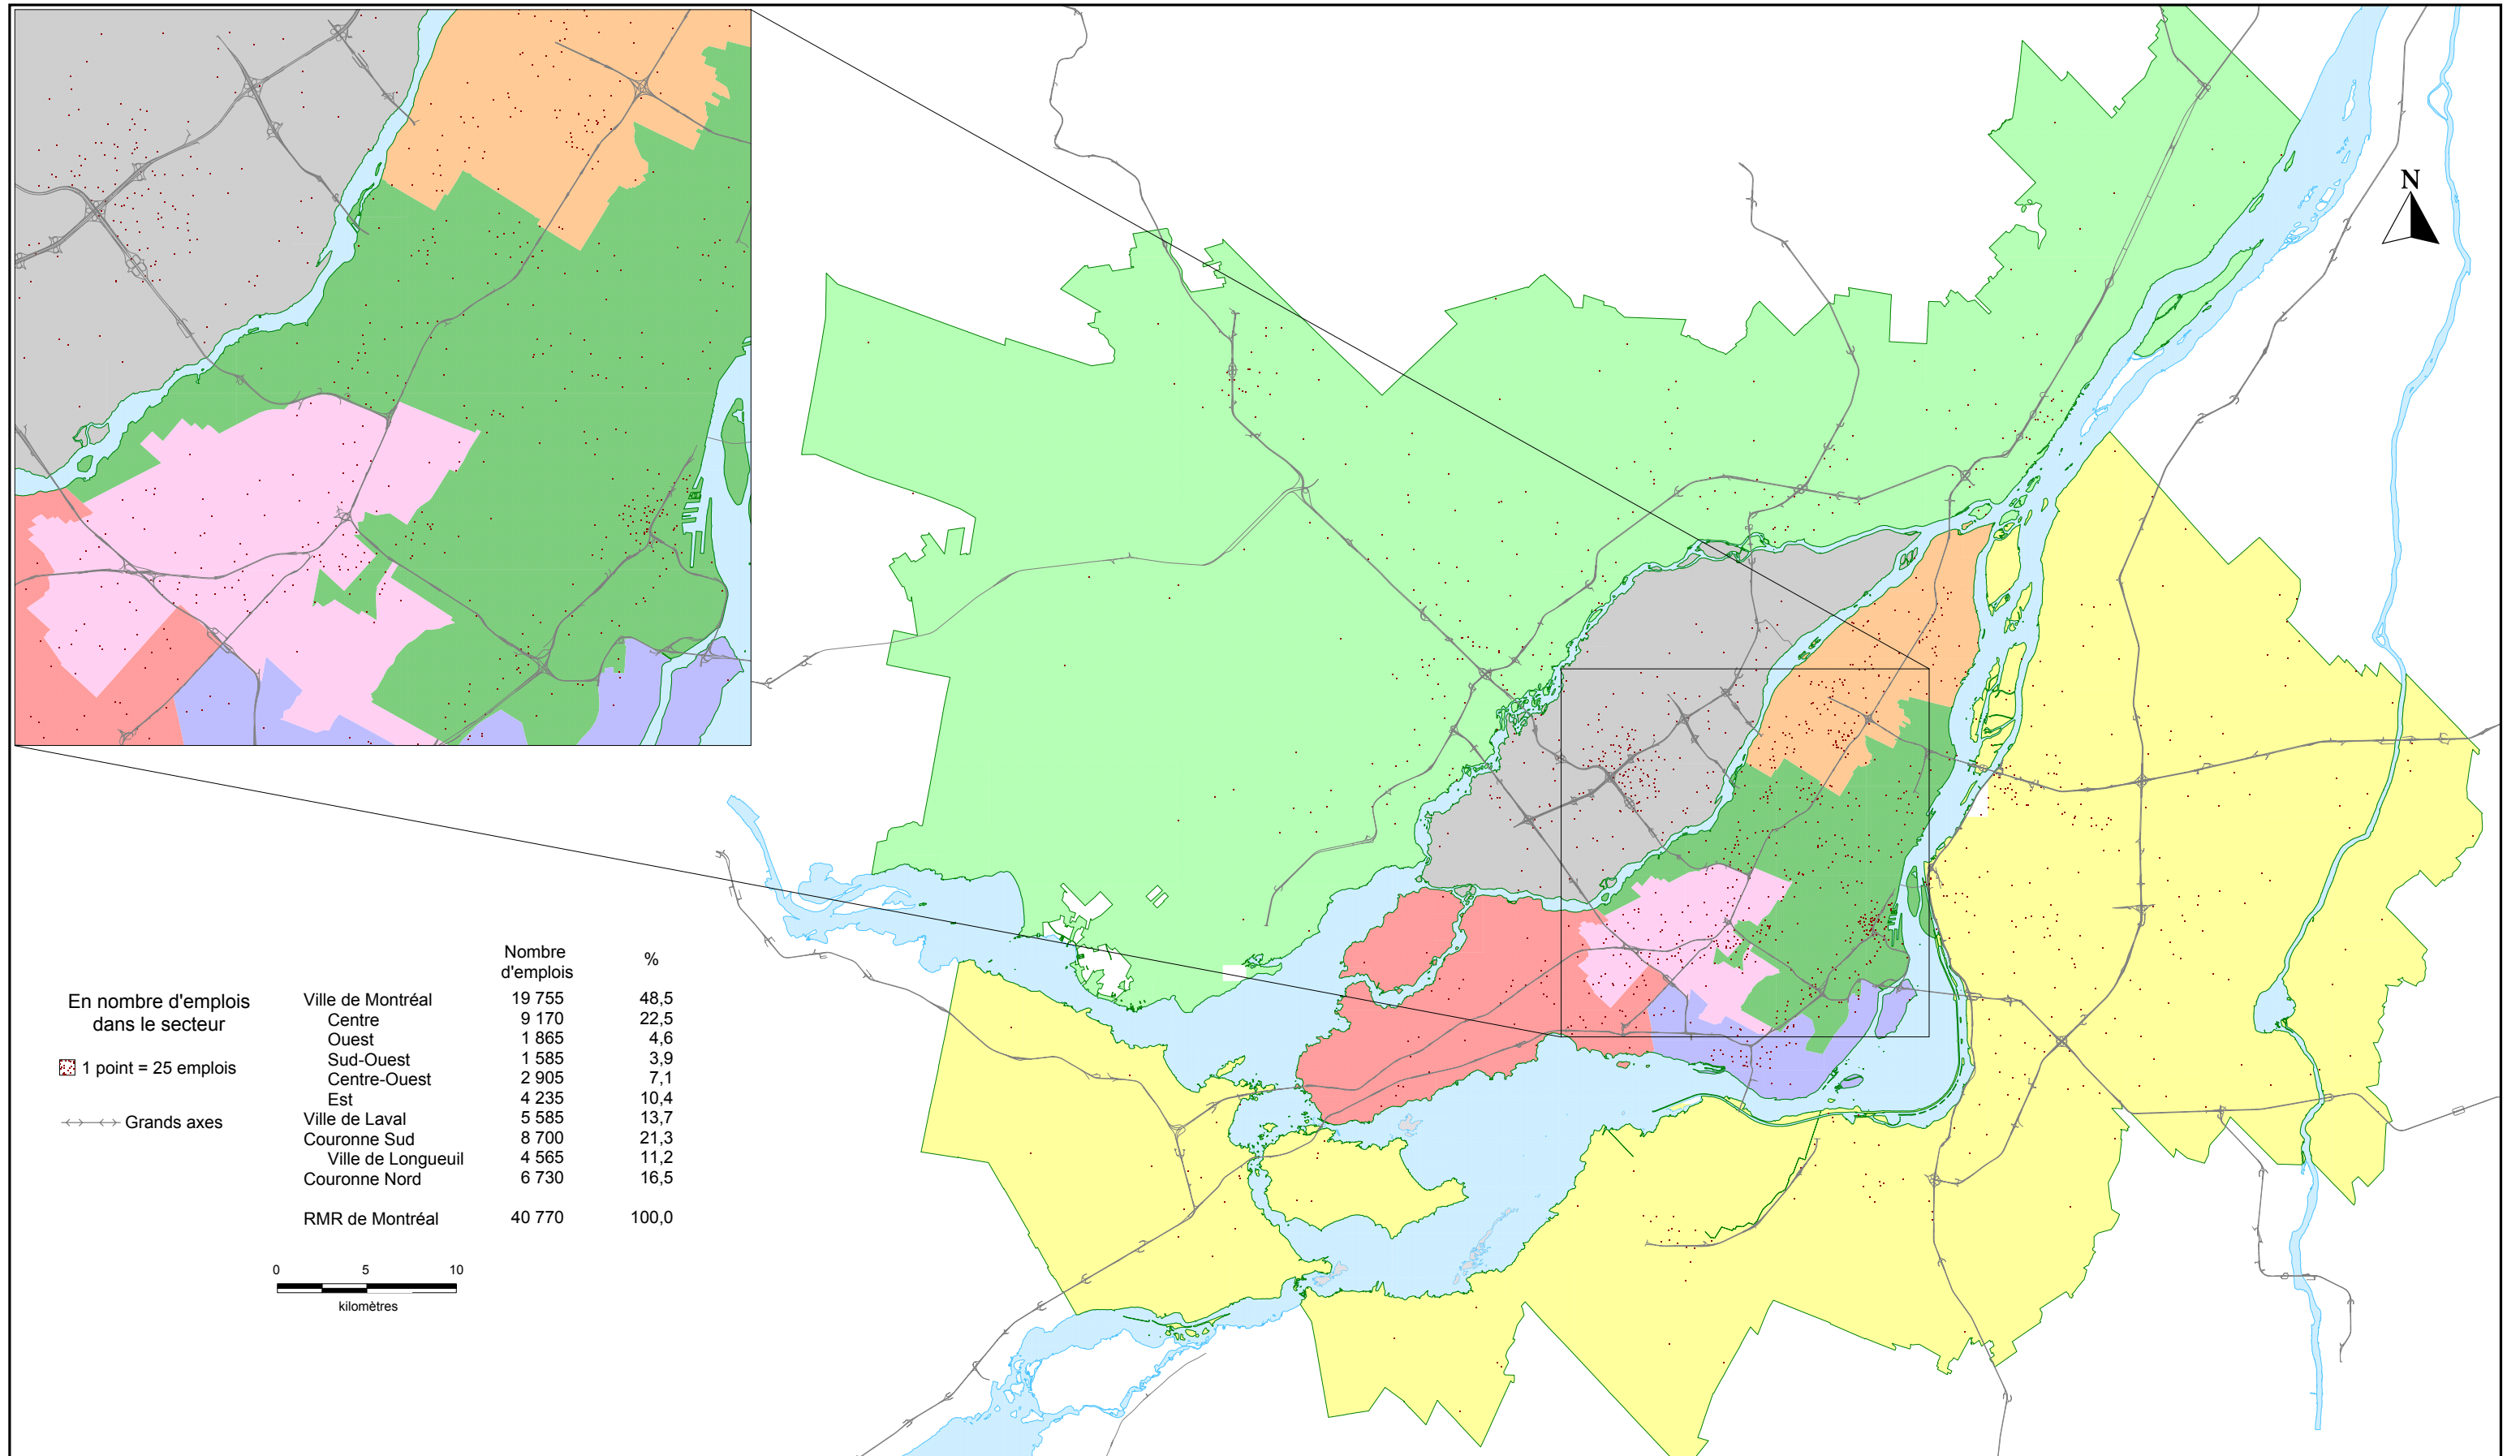 N
Nombre
d'emplois
%
En nombre d'emplois
dans le secteur
1 point = 25 emplois
Grands axes
Ville de Montréal 19 755 48,5
Centre 9 170 22,5
Ouest 1 865 4,6
Sud-Ouest 1 585 3,9
Centre-Ouest 2 905 7,1
Est 4 235 10,4
Ville de Laval 5 585 13,7
Couronne Sud 8 700 21,3
Ville de Longueuil 4 565 11,2
Couronne Nord 6 730 16,5
RMR de Montréal 40 770 100,0
0 5 10
kilomètres